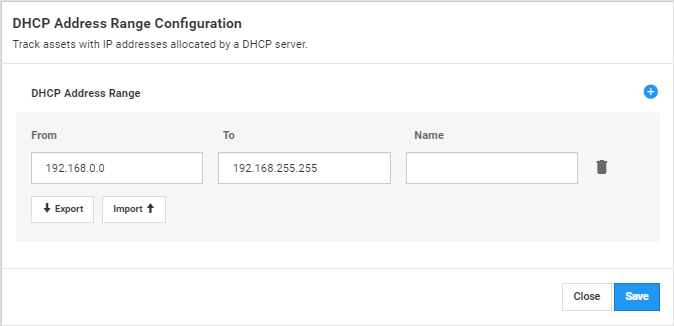 DHCP Address Range Configuration
Track assets with IP addresses allocated by a DHCP server.
DHCP Address Range
From To Name
192.168.0.0 192.168.255.255
Export Import
Close Save